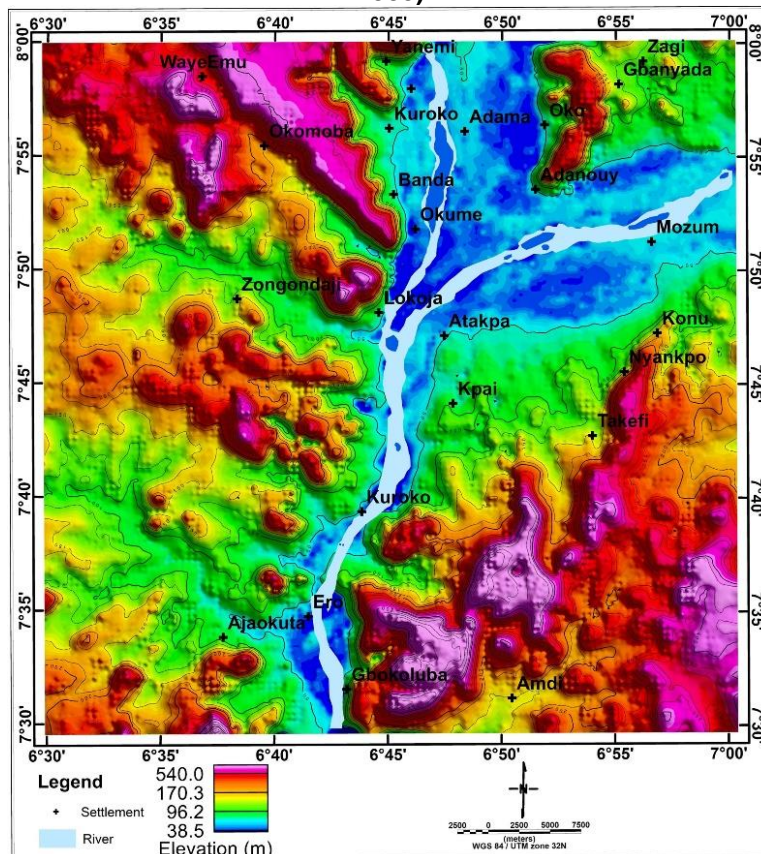 6°30' 6°35' 6°40' 6°45' 6°50' 6°55' 7°00'
8°00' 8°00'
Yanemi
Zagi
WayeEmu
Gbanyada
Kuroko
Adama
Oko
Okomoba
7°55' 7°55'
Banda
Adanouy
Okume
Mozum
7°50' 7°50'
Zongondaji
Lokoja
Atakpa
Konu
Nyankpo
7°45' 7°45'
Kpai
Takefi
Kuroko
7°40' 7°40'
Ero
7°35' 7°35'
Ajaokuta
Gbokoluba
Amdi
7°30' 7°30'
6°30' 6°35' 6°40' 6°45' 6°50' 6°55' 7°00'
Legend
+ Settlement
River
540.0
170.3
96.2
38.5
Elevation (m)
N
2500 0 2500 5000 7500
(meters)
WGS 84 / UTM zone 32N